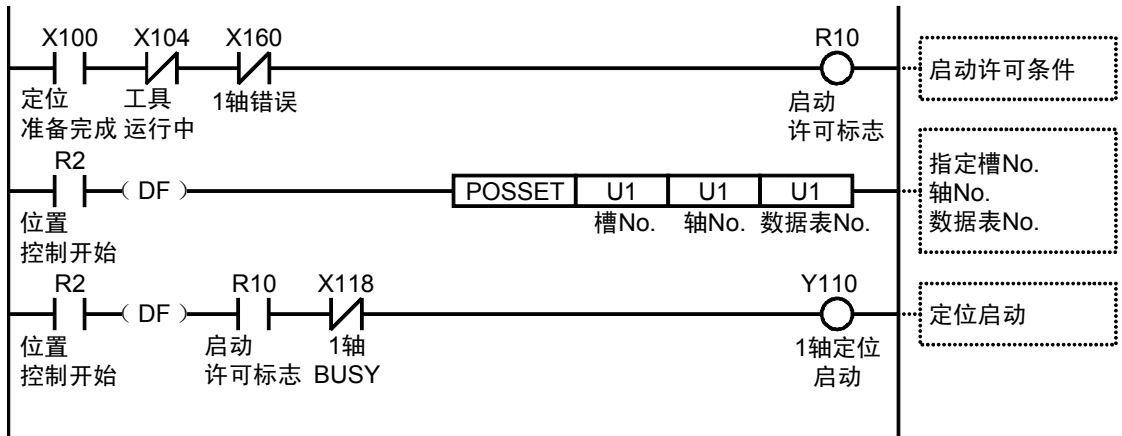 X100 X104 X160 R10
启动许可条件
定位 工具 1轴错误 启动
准备完成 运行中 许可标志
R2
指定槽No.
( DF ) POSSET U1 U1 U1
轴No.
位置 槽No. 轴No. 数据表No.
数据表No.
控制开始
R2 R10 X118 Y110
( DF )
定位启动
位置 启动 1轴 1轴定位
控制开始 许可标志 BUSY 启动